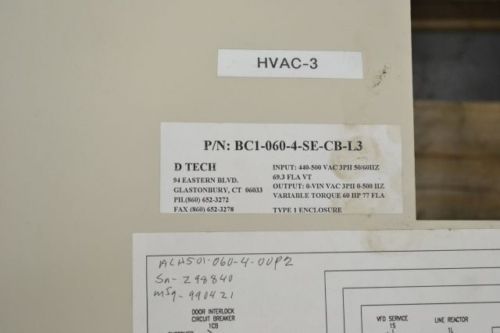 HVAC-3
P/N: BC1-060-4-SE-CB-L3
D TECH
94 EASTERN BLVD.
GLASTONBURY, CT 06033
PH.(860) 652-3272
FAX (860) 652-3278
INPUT: 440-500 VAC 3PH 50/60HZ
69.3 FLA VT
OUTPUT: 0-VIN VAC 3PH 0-500 HZ
VARIABLE TORQUE 60 HP 77 FLA
TYPE 1 ENCLOSURE
ALH501-060-4-00P2
Sn- Z98840
mfg- 990421
DOOR INTERLOCK
CIRCUIT BREAKER
1CB
VFD SERVICE
1S
LINE REACTOR